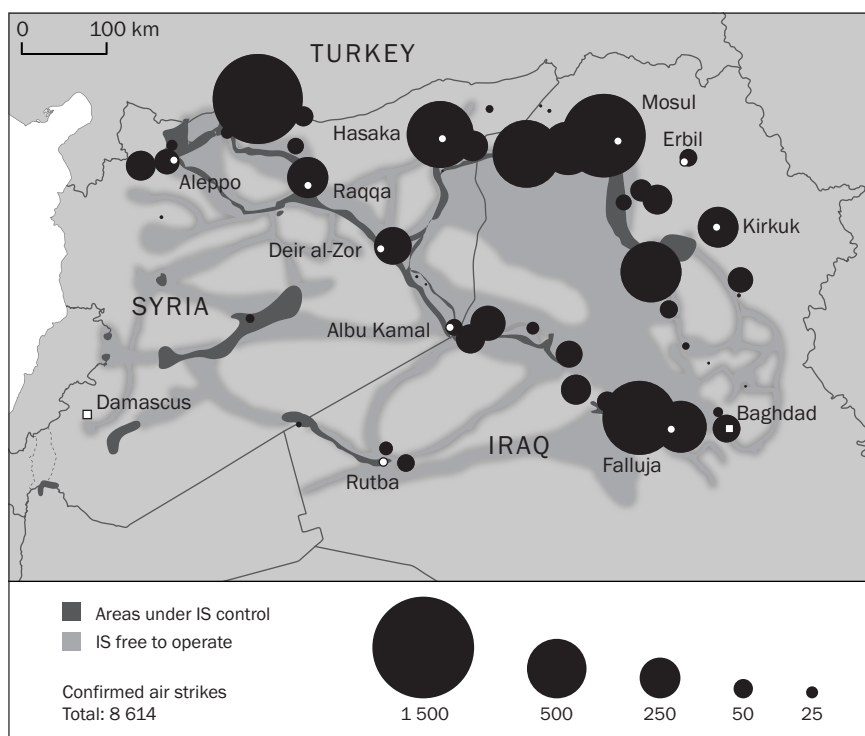 0 100 km
TURKEY
Mosul
Hasaka
Erbil
Aleppo
Raqqa
Kirkuk
Deir al-Zor
SYRIA
Albu Kamal
Damascus
Baghdad
IRAQ
Falluja
Rutba
Areas under IS control
IS free to operate
Confirmed air strikes
Total: 8 614
1 500 500 250 50 25